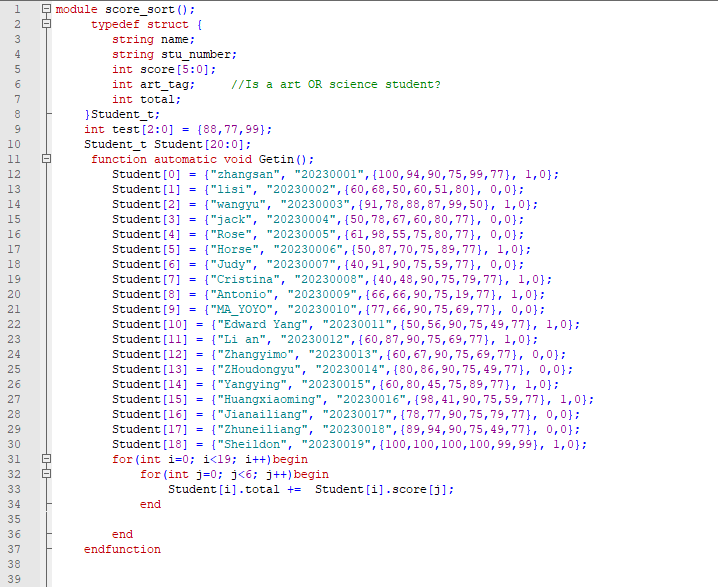 1 module score_sort();
2 typedef struct {
3 string name;
4 string stu_number;
5 int score[5:0];
6 int art_tag; //Is a art OR science student?
7 int total;
8 }Student_t;
9 int test[2:0] = {88,77,99};
10 Student_t Student[20:0];
11 function automatic void Getin();
12 Student[0] = {"zhangsan", "20230001",{100,94,90,75,99,77}, 1,0};
13 Student[1] = {"lisi", "20230002",{60,68,50,60,51,80}, 0,0};
14 Student[2] = {"wangyu", "20230003",{91,78,88,87,99,50}, 1,0};
15 Student[3] = {"jack", "20230004",{50,78,67,60,80,77}, 0,0};
16 Student[4] = {"Rose", "20230005",{61,98,55,75,80,77}, 0,0};
17 Student[5] = {"Horse", "20230006",{50,87,70,75,89,77}, 1,0};
18 Student[6] = {"Judy", "20230007",{40,91,90,75,59,77}, 0,0};
19 Student[7] = {"Cristina", "20230008",{40,48,90,75,79,77}, 1,0};
20 Student[8] = {"Antonio", "20230009",{66,66,90,75,19,77}, 1,0};
21 Student[9] = {"MA_YOYO", "20230010",{77,66,90,75,69,77}, 0,0};
22 Student[10] = {"Edward Yang", "20230011",{50,56,90,75,49,77}, 1,0};
23 Student[11] = {"Li an", "20230012",{60,87,90,75,69,77}, 1,0};
24 Student[12] = {"Zhangyimo", "20230013",{60,67,90,75,69,77}, 0,0};
25 Student[13] = {"ZHoudongyu", "20230014",{80,86,90,75,49,77}, 0,0};
26 Student[14] = {"Yangying", "20230015",{60,80,45,75,89,77}, 1,0};
27 Student[15] = {"Huangxiaoming", "20230016",{98,41,90,75,59,77}, 1,0};
28 Student[16] = {"Jianailiang", "20230017",{78,77,90,75,79,77}, 0,0};
29 Student[17] = {"Zhuneiliang", "20230018",{89,94,90,75,49,77}, 0,0};
30 Student[18] = {"Sheildon", "20230019",{100,100,100,100,99,99}, 1,0};
31 for(int i=0; i<19; i++)begin
32 for(int j=0; j<6; j++)begin
33 Student[i].total += Student[i].score[j];
34 end
35
36 end
37 endfunction
38
39